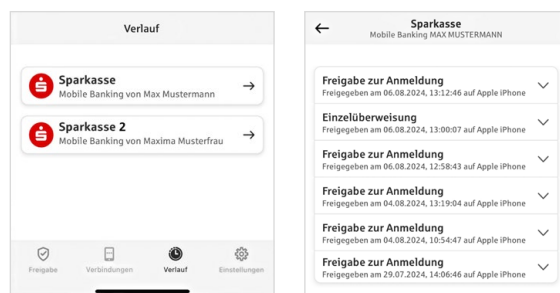 Verlauf
Sparkasse
Mobile Banking von Max Mustermann
Sparkasse 2
Mobile Banking von Maxima Musterfrau
Freigabe
Verbindungen
Verlauf
Einstellungen
Sparkasse
Mobile Banking MAX MUSTERMANN
Freigabe zur Anmeldung
Freigegeben am 06.08.2024, 13:12:46 auf Apple iPhone
Einzelüberweisung
Freigegeben am 06.08.2024, 13:00:07 auf Apple iPhone
Freigabe zur Anmeldung
Freigegeben am 06.08.2024, 12:58:43 auf Apple iPhone
Freigabe zur Anmeldung
Freigegeben am 04.08.2024, 13:19:04 auf Apple iPhone
Freigabe zur Anmeldung
Freigegeben am 04.08.2024, 10:54:47 auf Apple iPhone
Freigabe zur Anmeldung
Freigegeben am 29.07.2024, 14:06:46 auf Apple iPhone